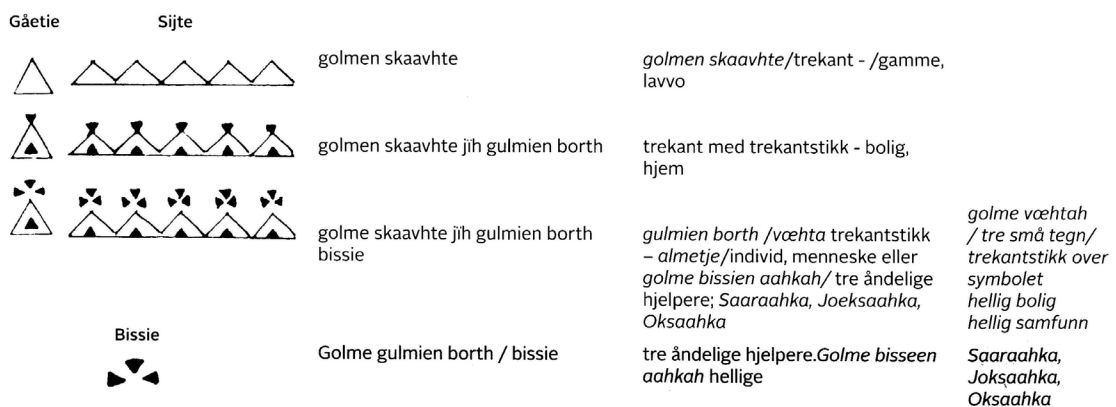 Gåetie Sijte
golmen skaavhte
golmen skaavhte/trekant - /gamme,
lavvo
golmen skaavhte jïh gulmien borth
trekant med trekantstikk - bolig,
hjem
golme skaavhte jïh gulmien borth
bissie
gulmien borth /væhta trekantstikk
– almetje/individ, menneske eller
golme bissien aahkah/ tre åndelige
hjelpere; Saaraahka, Joeksaahka,
Oksaahka
golme væhtah
/ tre små tegn/
trekantstikk over
symbolet
hellig bolig
hellig samfunn
Bissie
Golme gulmien borth / bissie
tre åndelige hjelpere.Golme bisseen
aahkah hellige
Saaraahka,
Joksaahka,
Oksaahka